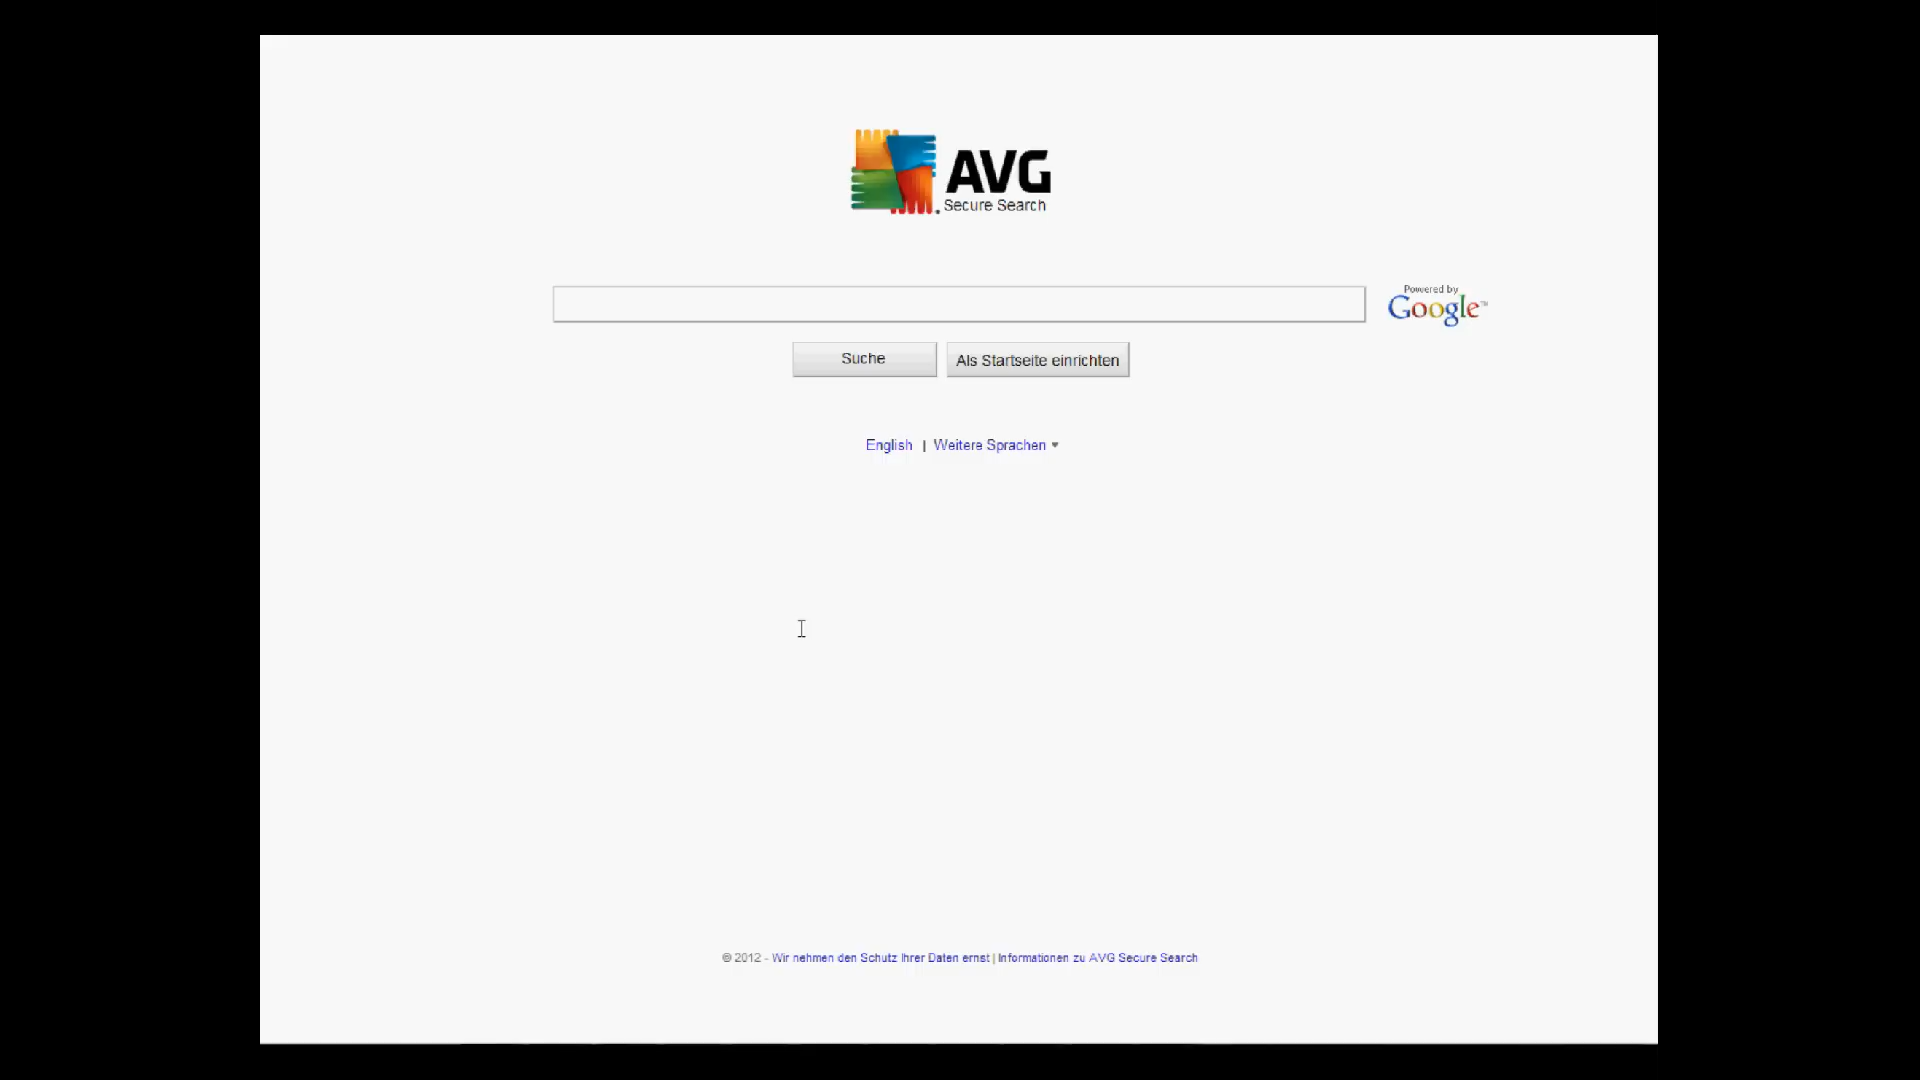 AVG
Secure Search
Powered by
Google™
Suche
Als Startseite einrichten
English | Weitere Sprachen
© 2012 - Wir nehmen den Schutz Ihrer Daten ernst | Informationen zu AVG Secure Search